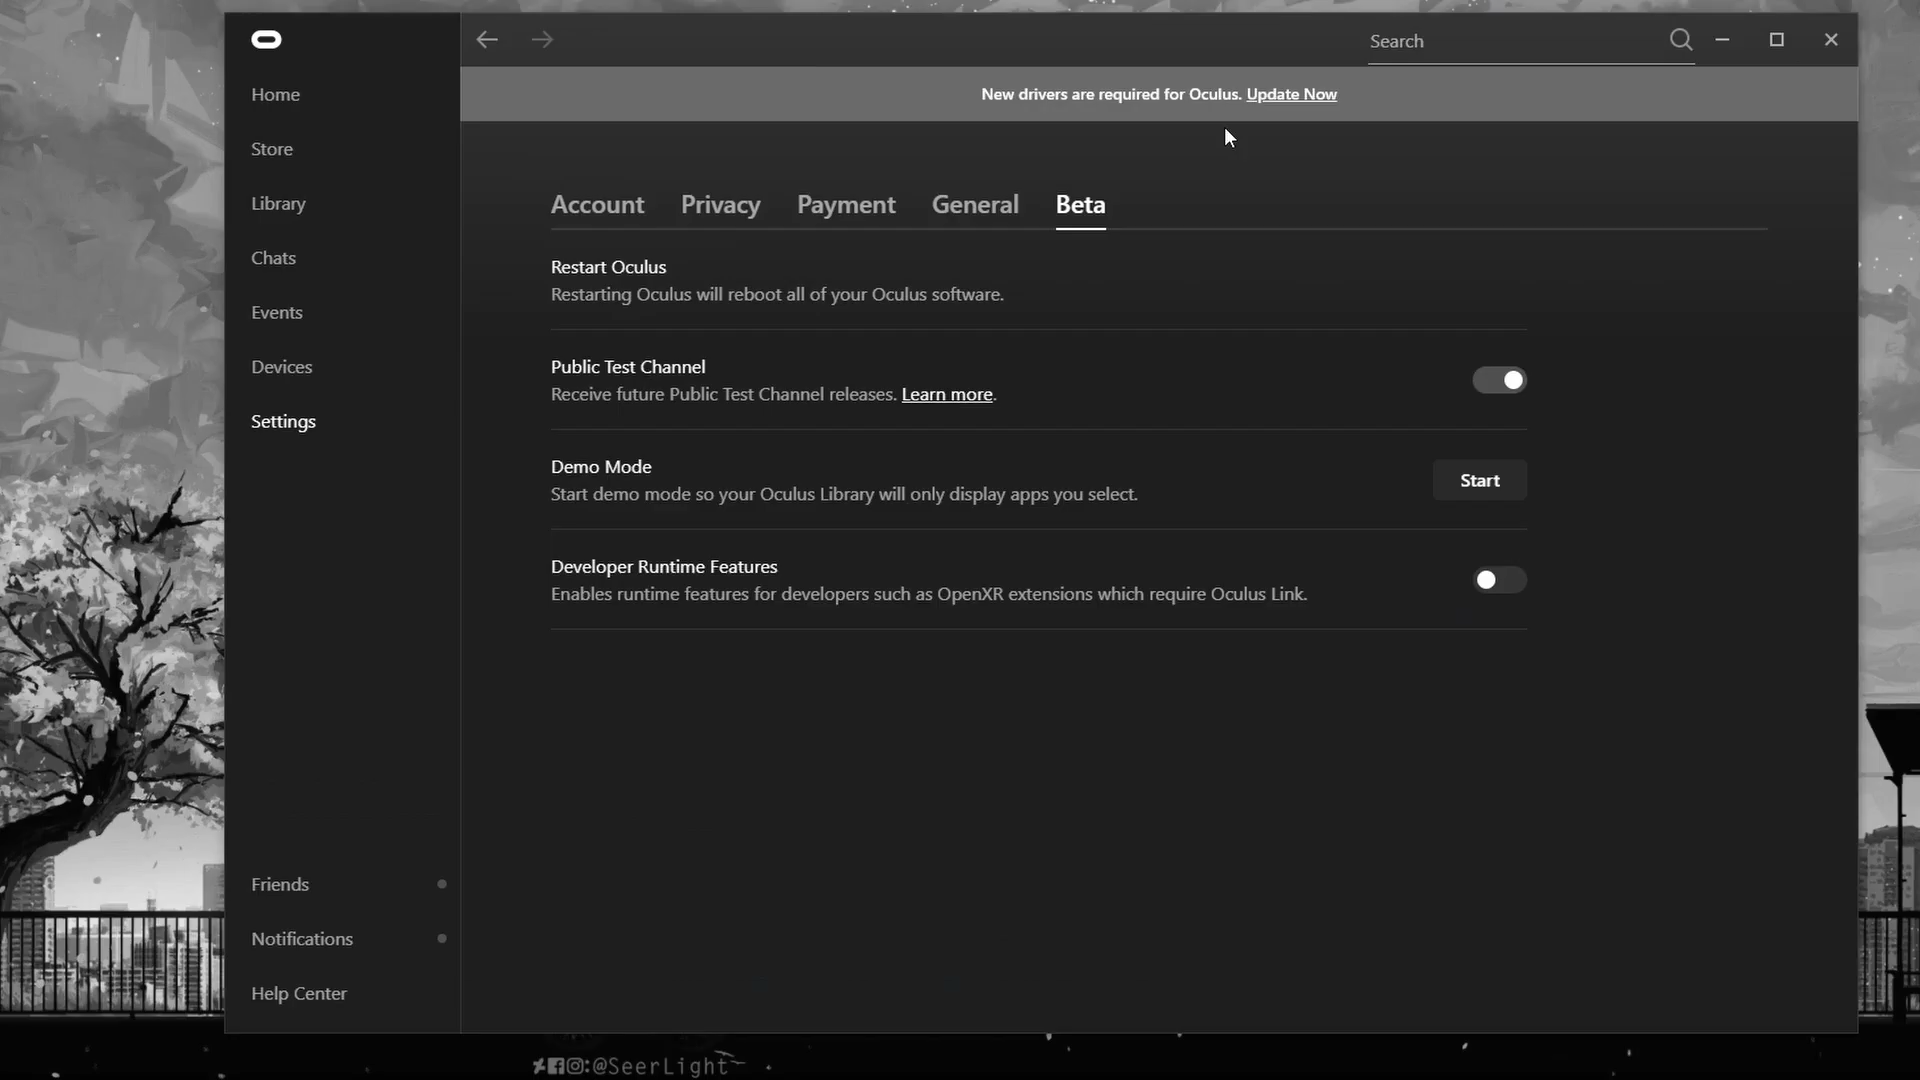 Search
New drivers are required for Oculus. Update Now
Home
Store
Library
Chats
Events
Devices
Settings
Account Privacy Payment General Beta
Restart Oculus
Restarting Oculus will reboot all of your Oculus software.
Public Test Channel
Receive future Public Test Channel releases. Learn more.
Demo Mode
Start demo mode so your Oculus Library will only display apps you select.
Start
Developer Runtime Features
Enables runtime features for developers such as OpenXR extensions which require Oculus Link.
Friends
Notifications
Help Center
:@SeerLight